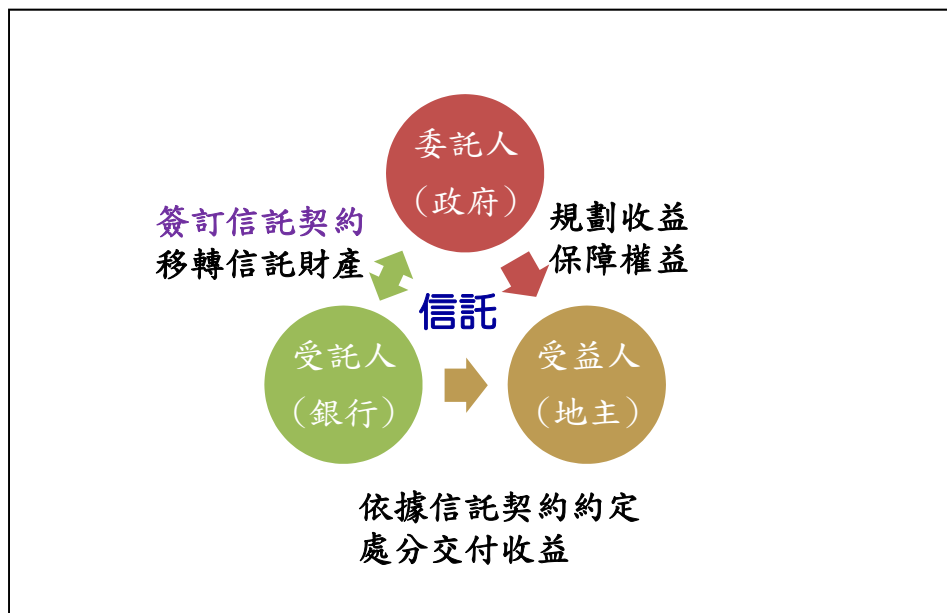 委託人
（政府）
簽訂信託契約
移轉信託財產
規劃收益
保障權益
信託
受託人
（銀行）
受益人
（地主）
依據信託契約約定
處分交付收益